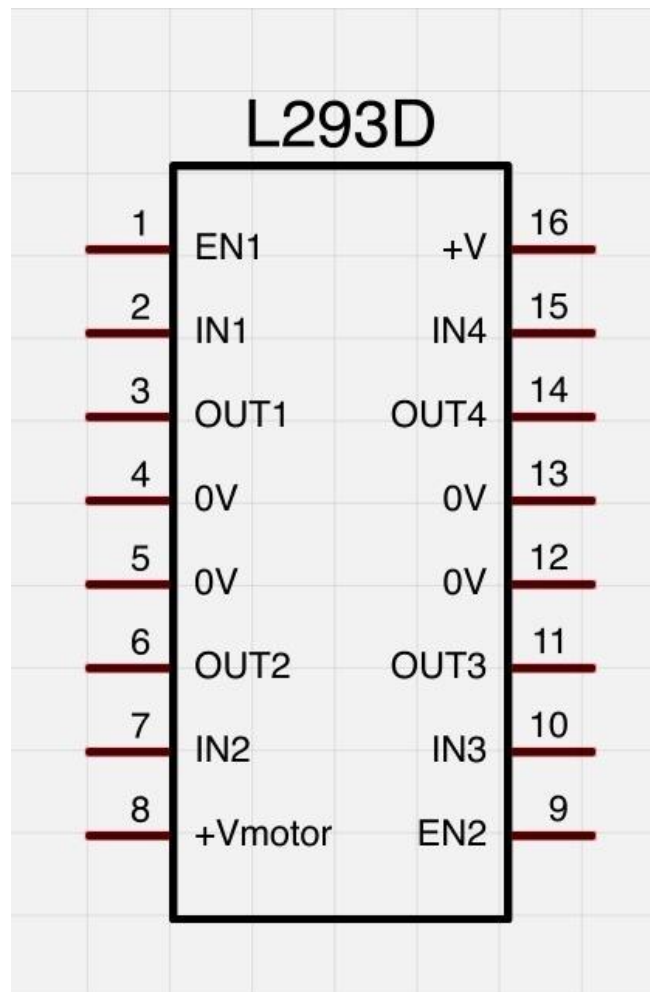 L293D
1 EN1 +V 16
2 IN1 IN4 15
3 OUT1 OUT4 14
4 0V 0V 13
5 0V 0V 12
6 OUT2 OUT3 11
7 IN2 IN3 10
8 +Vmotor EN2 9